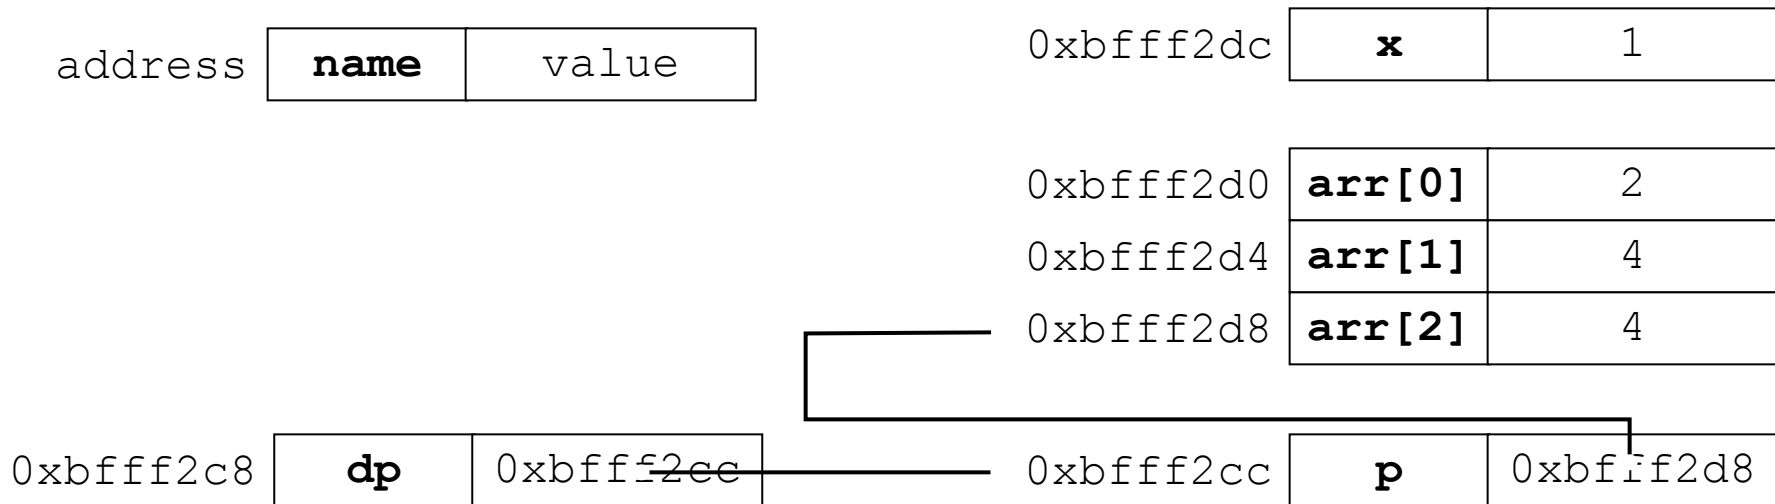 address name value
0xbfff2dc x 1
0xbfff2d0 arr[0] 2
0xbfff2d4 arr[1] 4
0xbfff2d8 arr[2] 4
0xbfff2c8 dp 0xbfff2cc
0xbfff2cc p 0xbfff2d8